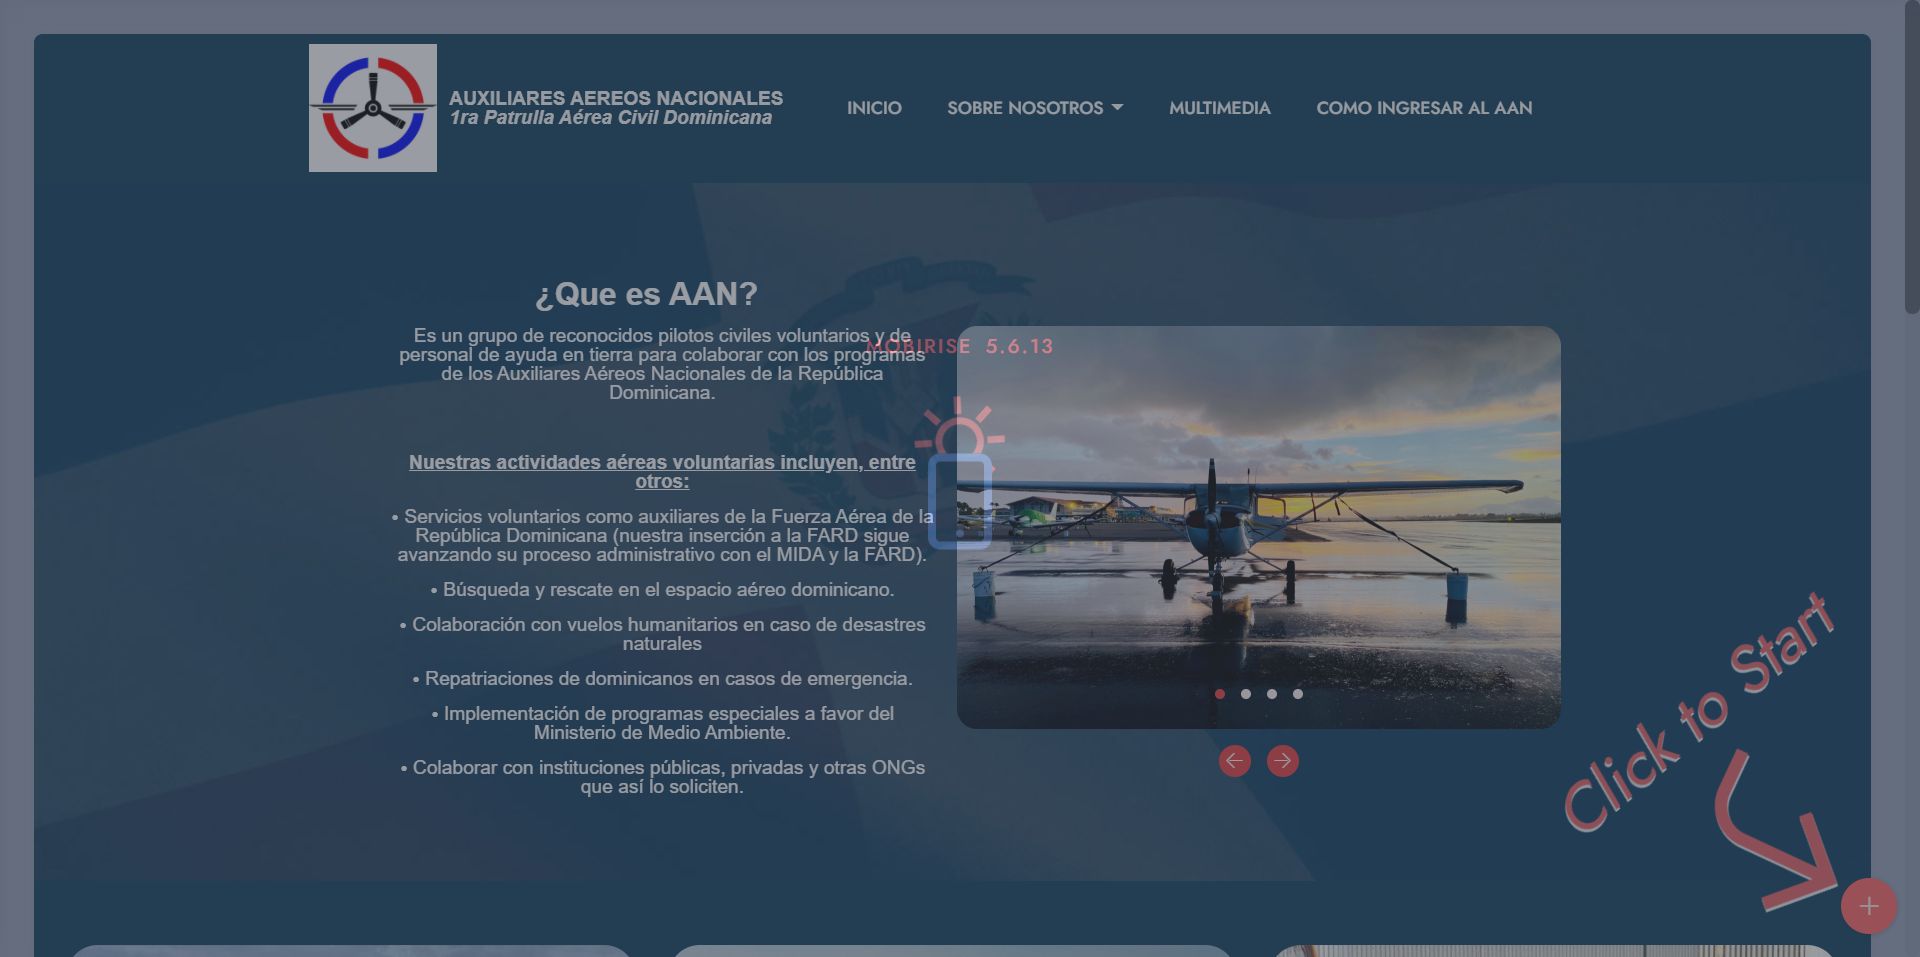 AUXILIARES AEREOS NACIONALES
1ra Patrulla Aérea Civil Dominicana
INICIO
SOBRE NOSOTROS
MULTIMEDIA
COMO INGRESAR AL AAN
¿Que es AAN?
Es un grupo de reconocidos pilotos civiles voluntarios y de
personal de ayuda en tierra para colaborar con los programas
de los Auxiliares Aéreos Nacionales de la República
Dominicana.
MOBIRISE 5.6.13
Nuestras actividades aéreas voluntarias incluyen, entre
otros:
• Servicios voluntarios como auxiliares de la Fuerza Aérea de la
República Dominicana (nuestra inserción a la FARD sigue
avanzando su proceso administrativo con el MIDA y la FARD).
• Búsqueda y rescate en el espacio aéreo dominicano.
• Colaboración con vuelos humanitarios en caso de desastres
naturales
• Repatriaciones de dominicanos en casos de emergencia.
• Implementación de programas especiales a favor del
Ministerio de Medio Ambiente.
• Colaborar con instituciones públicas, privadas y otras ONGs
que así lo soliciten.
Click to Start